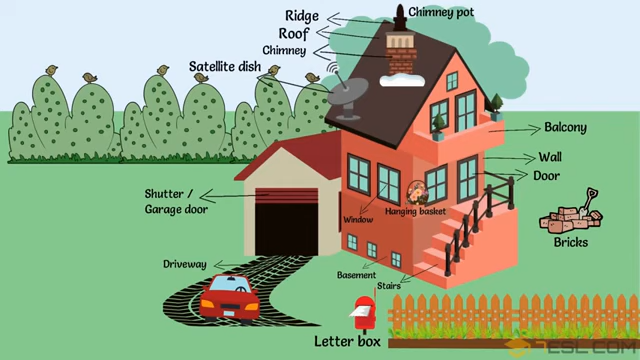 Ridge
Chimney pot
Roof
Chimney
Satellite dish
Balcony
Wall
Door
Shutter /
Garage door
Window
Hanging basket
Bricks
Driveway
Basement
Stairs
Letter box
7ESL.COM